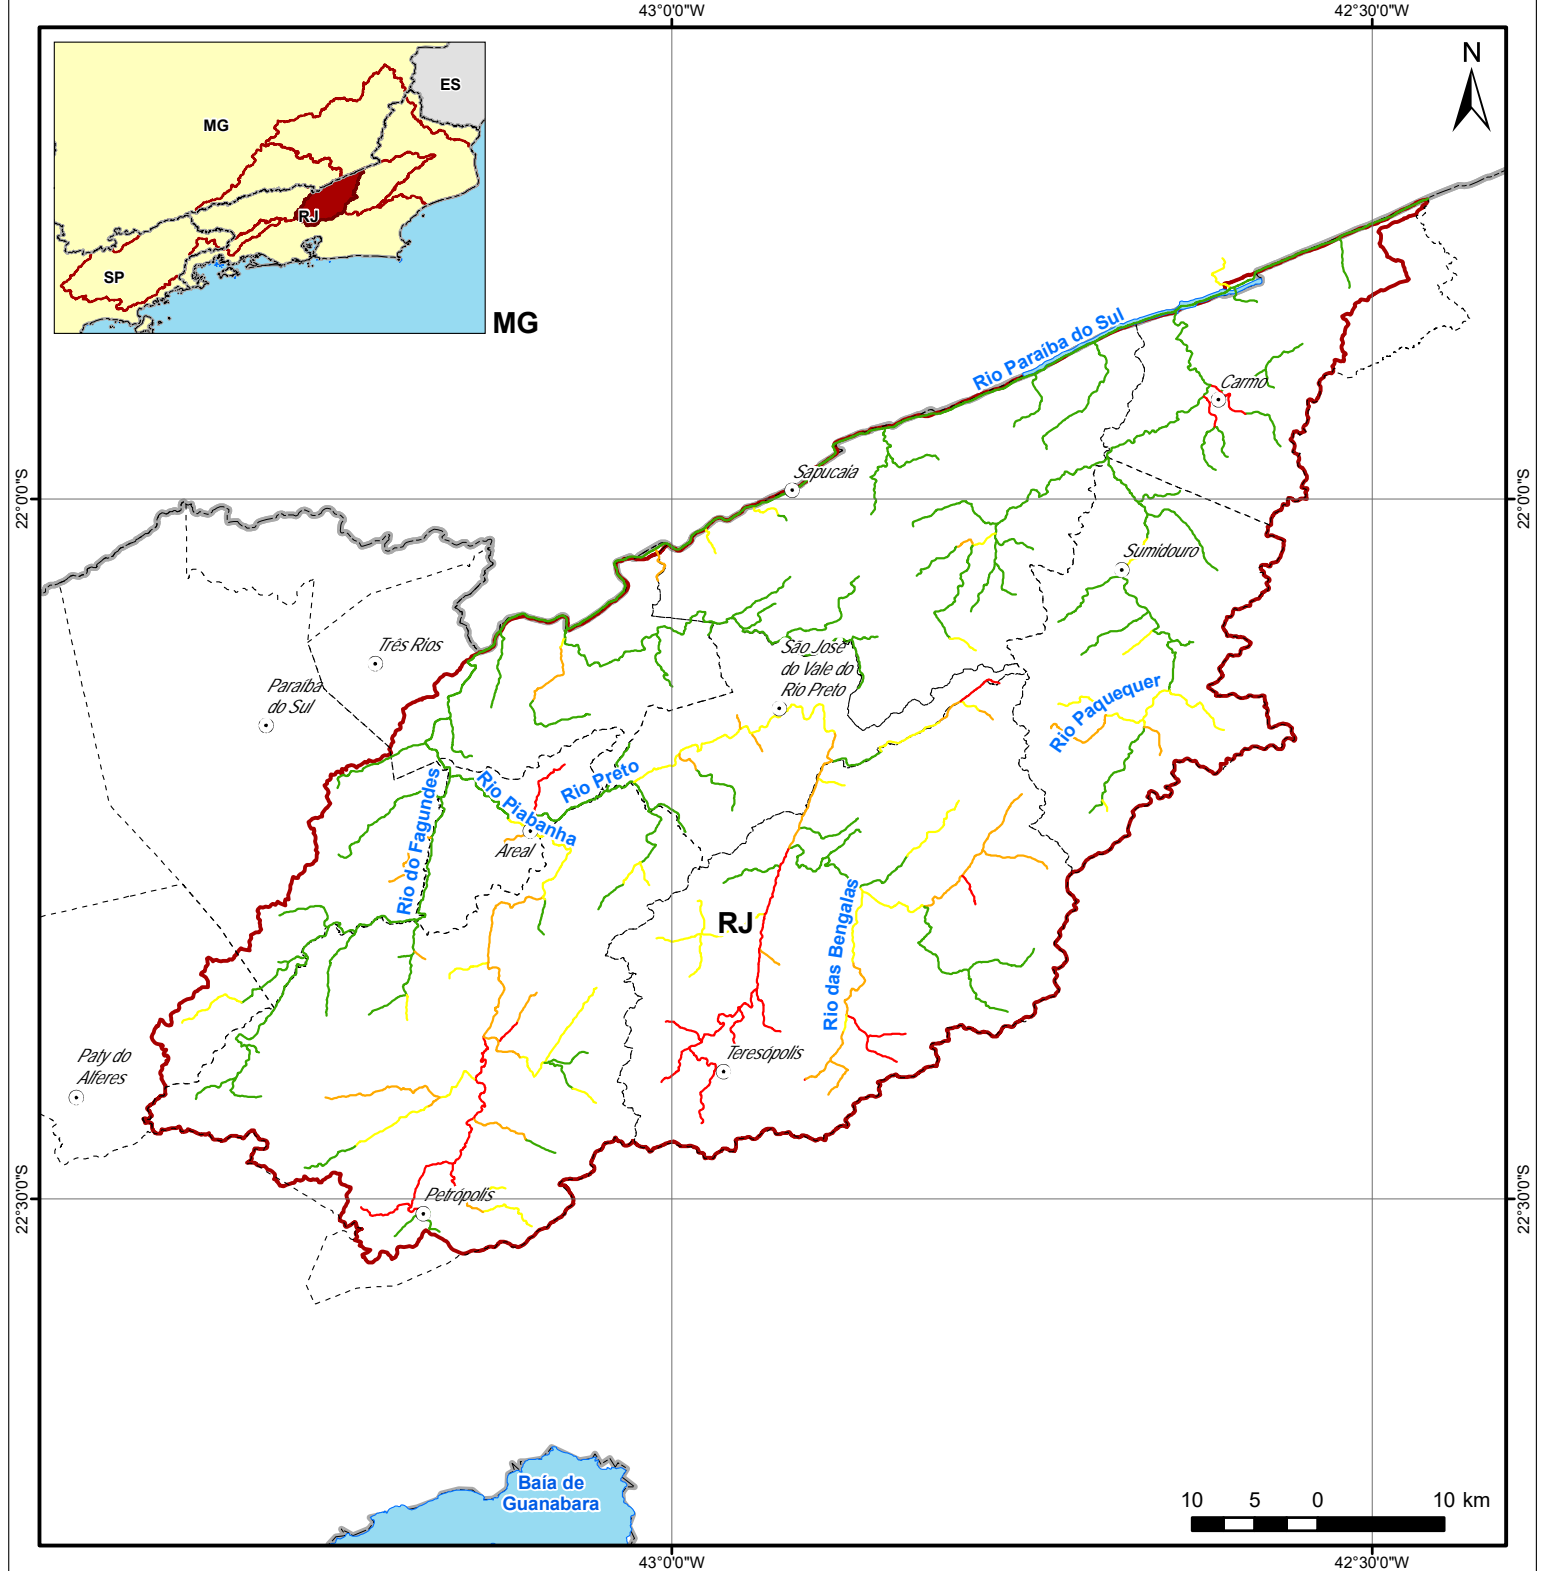 43°0'0"W
42°30'0"W
ES
MG
RJ
SP
N
MG
Rio Paraíba do Sul
Carmo
Sapucaia
22°0'0"S
22°0'0"S
Sumidouro
Três Rios
São José
do Vale do
Rio Preto
Paraíba
do Sul
Rio Paquequer
Rio do Fagundes
Rio Piabanha
Rio Preto
Areal
RJ
Rio das Bengalas
Paty do
Alferes
Teresópolis
Petrópolis
22°30'0"S
22°30'0"S
Baía de
Guanabara
10 5 0 10 km
43°0'0"W
42°30'0"W